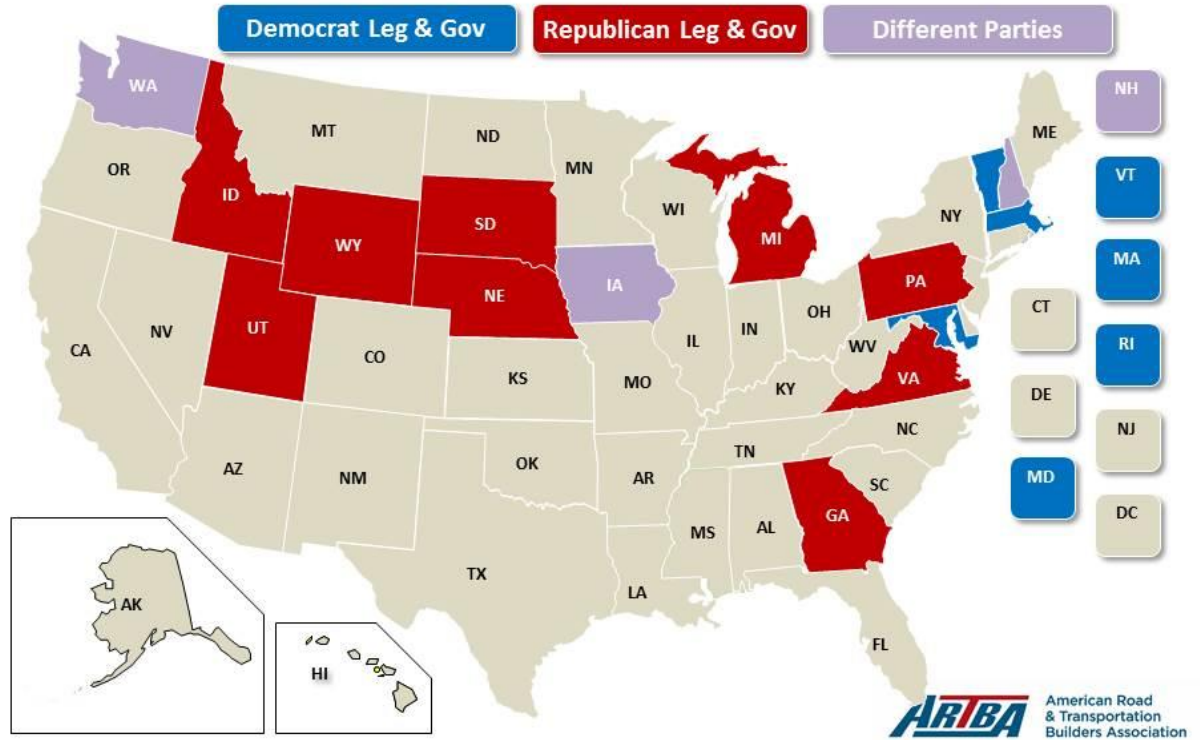 Democrat Leg & Gov
Republican Leg & Gov
Different Parties
WA
MT
ND
MN
ME
NH
OR
ID
SD
WI
NY
VT
WY
MI
MA
NE
IA
PA
CT
NV
UT
IL
IN
OH
RI
CA
CO
WV
KS
MO
KY
VA
DE
NJ
AZ
NM
OK
AR
TN
NC
MD
SC
DC
TX
MS
AL
GA
LA
AK
HI
FL
ARTBA
American Road
& Transportation
Builders Association